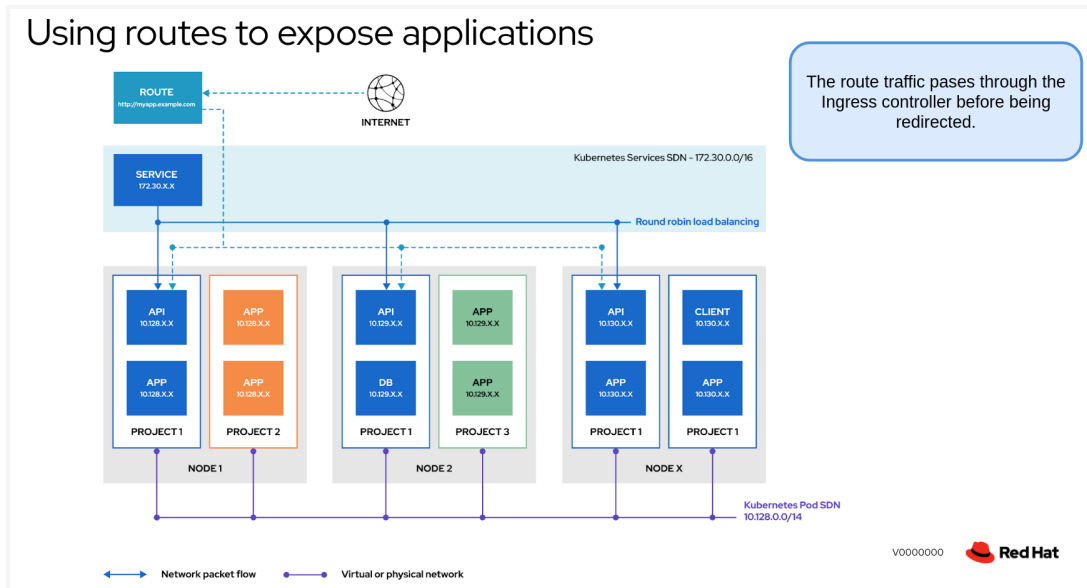 Using routes to expose applications
The route traffic pases through the
Ingress controller before being
redirected.
ROUTE
http://myapp.example.com
INTERNET
Kubernetes Services SDN - 172.30.0.0/16
SERVICE
172.30.X.X
Round robin load balancing
API
10.128.X.X
APP
10.128.X.X
PROJECT 1
APP
10.128.X.X
APP
10.128.X.X
PROJECT 2
NODE 1
API
10.129.X.X
DB
10.129.X.X
PROJECT 1
APP
10.129.X.X
APP
10.129.X.X
PROJECT 3
NODE 2
API
10.130.X.X
APP
10.130.X.X
PROJECT 1
CLIENT
10.130.X.X
APP
10.130.X.X
PROJECT 1
NODE X
Kubernetes Pod SDN
10.128.0.0/14
Network packet flow
Virtual or physical network
V0000000
Red Hat